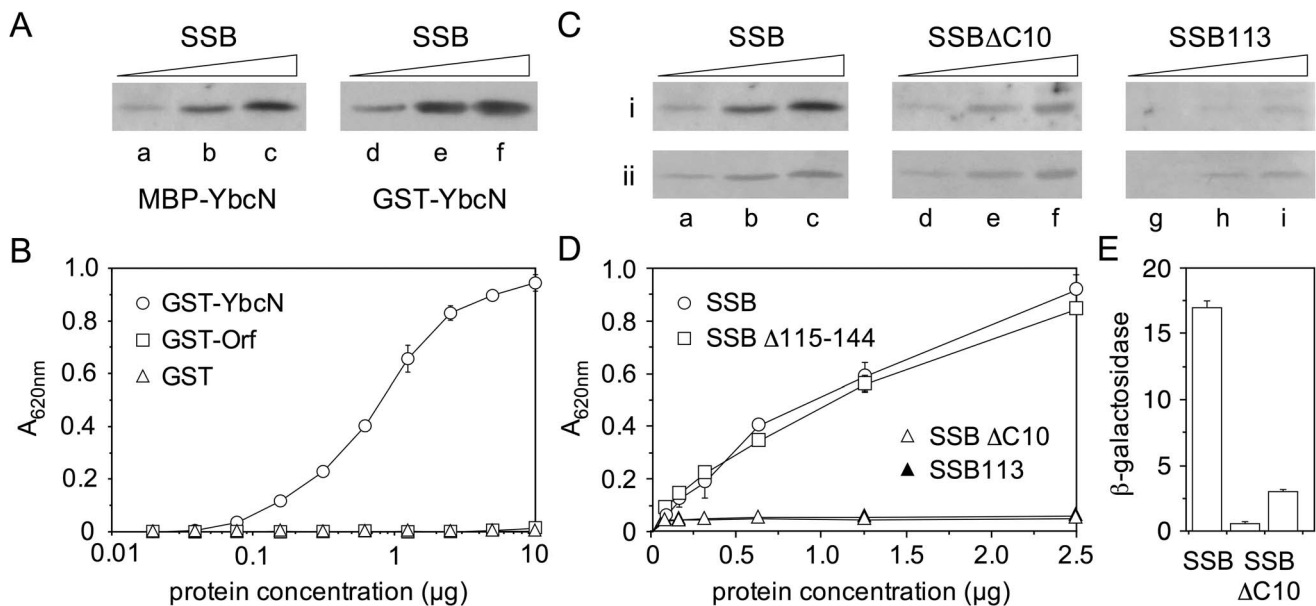 A
SSB
SSB
a b c
d e f
MBP-YbcN
GST-YbcN
C
SSB
SSBΔC10
SSB113
i
ii
a b c
d e f
g h i
B
1.0
0.8
0.6
0.4
0.2
0
A620nm
GST-YbcN
GST-Orf
GST
0.01 0.1 1 10
protein concentration (µg)
D
1.0
0.8
0.6
0.4
0.2
0
A620nm
SSB
SSB Δ115-144
SSB ΔC10
SSB113
0 0.5 1.0 1.5 2.0 2.5
protein concentration (µg)
E
20
15
10
5
0
β-galactosidase
SSB
SSB
ΔC10